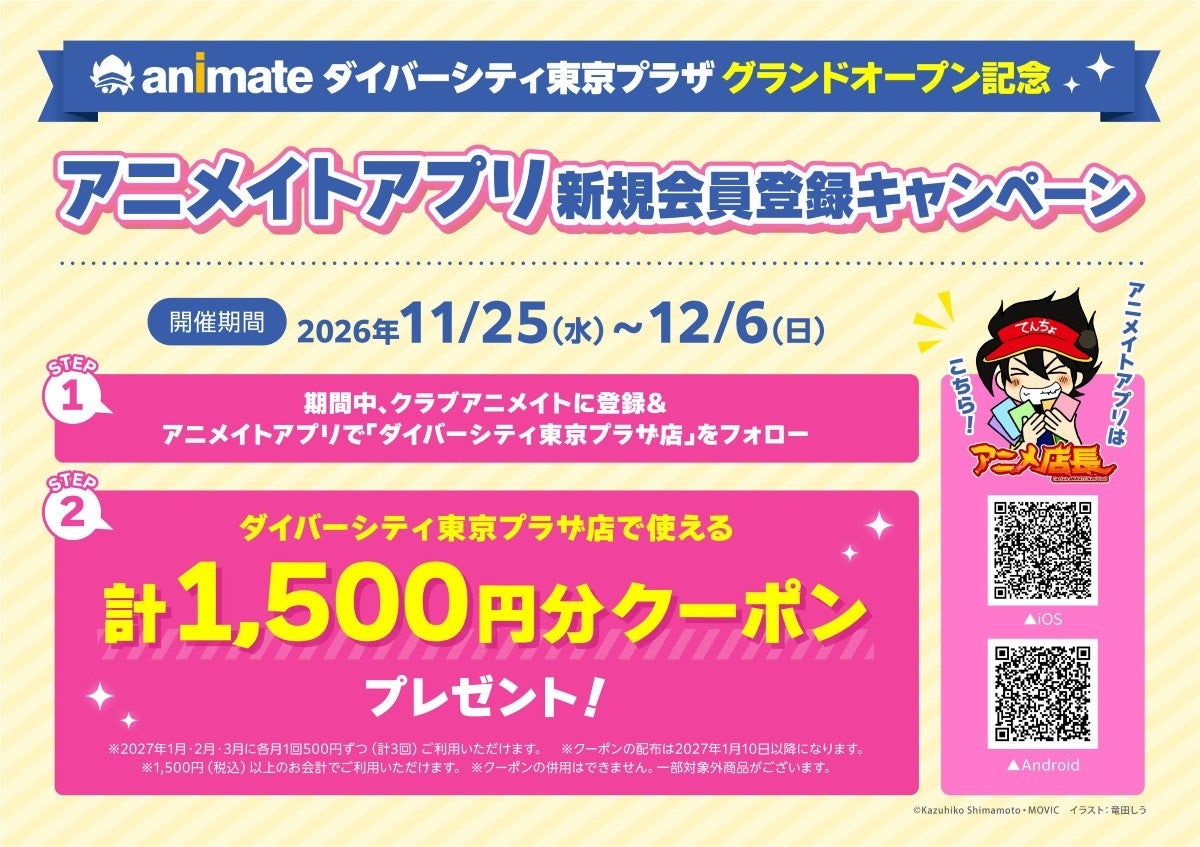 animate ダイバーシティ東京プラザ グランドオープン記念
アニメイトアプリ 新規会員登録キャンペーン
開催期間 2026年11/25(水)~12/6(日)
STEP 1
期間中、クラブアニメイトに登録&
アニメイトアプリで「ダイバーシティ東京プラザ店」をフォロー
STEP 2
ダイバーシティ東京プラザ店で使える
計1,500円分クーポン
プレゼント!
※2027年1月・2月・3月に各月1回500円ずつ(計3回)ご利用いただけます。 ※クーポンの配布は2027年1月10日以降になります。
※1,500円(税込)以上のお会計でご利用いただけます。 ※クーポンの併用はできません。一部対象外商品がございます。
アニメイトアプリは
こちら!
てんちょ
アニメ店長
▲iOS
▲Android
©Kazuhiko Shimamoto・MOVIC イラスト:竜田しう